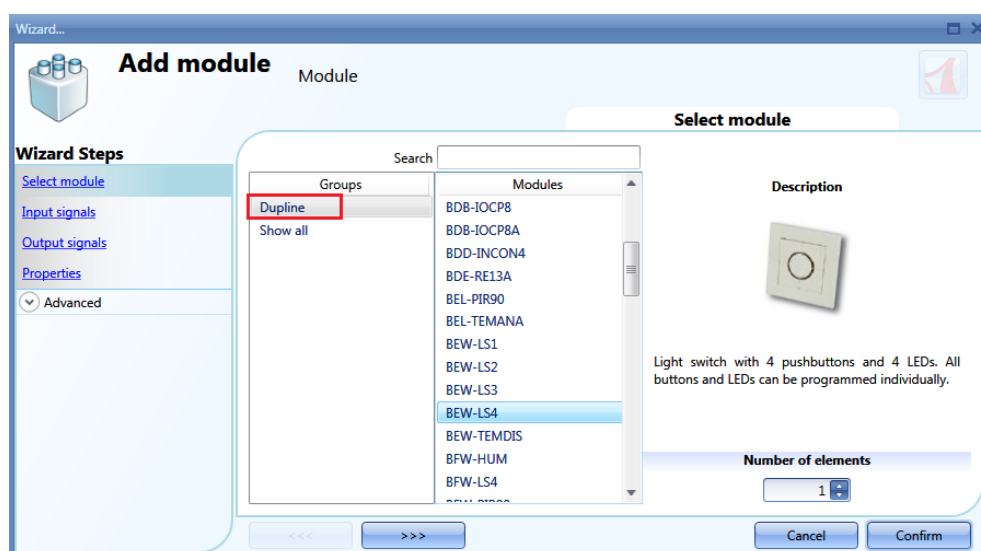 Wizard...
Add module
Module
Select module
Wizard Steps
Select module
Input signals
Output signals
Properties
Advanced
Search
Groups
Dupline
Show all
Modules
BDB-IOCP8
BDB-IOCP8A
BDD-INCON4
BDE-RE13A
BEL-PIR90
BEL-TEMANA
BEW-LS1
BEW-LS2
BEW-LS3
BEW-LS4
BEW-TEMDIS
BFW-HUM
BFW-LS4
Description
Light switch with 4 pushbuttons and 4 LEDs. All
buttons and LEDs can be programmed individually.
Number of elements
1
<<<
>>>
Cancel
Confirm